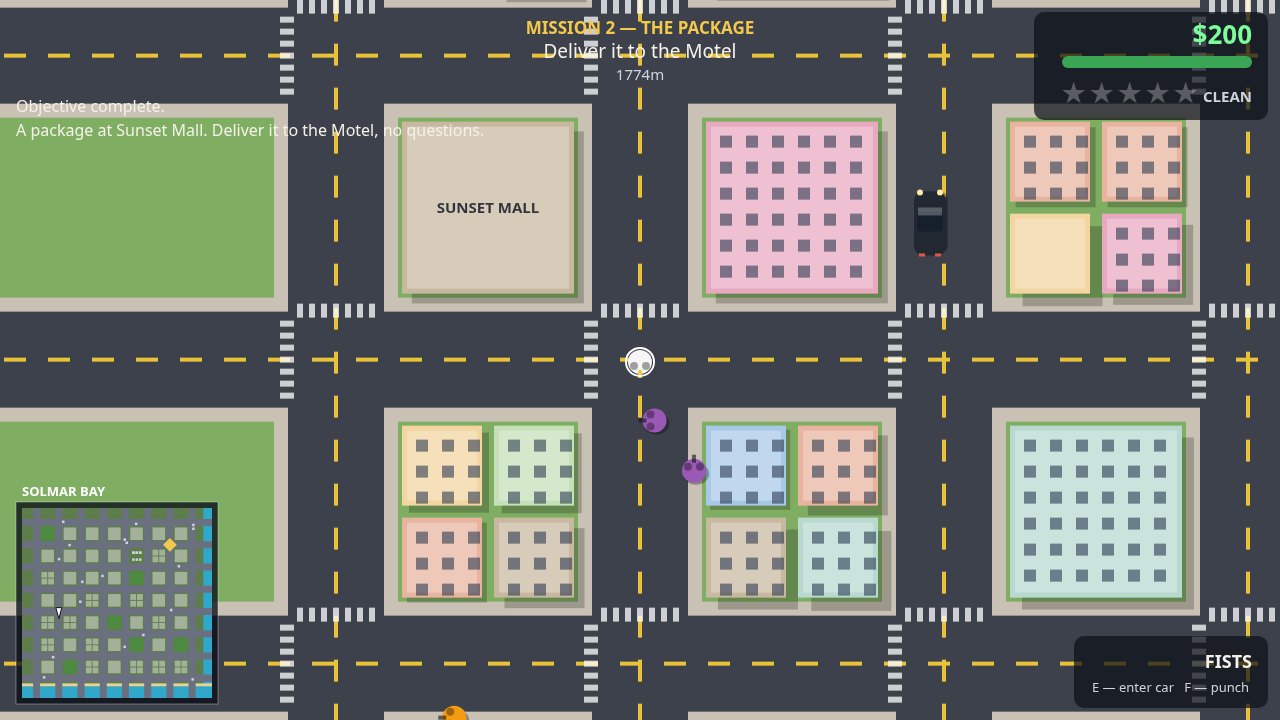 MISSION 2 — THE PACKAGE
Deliver it to the Motel
1774m
$200
CLEAN
Objective complete.
A package at Sunset Mall. Deliver it to the Motel, no questions.
SUNSET MALL
SOLMAR BAY
FISTS
E — enter car F — punch